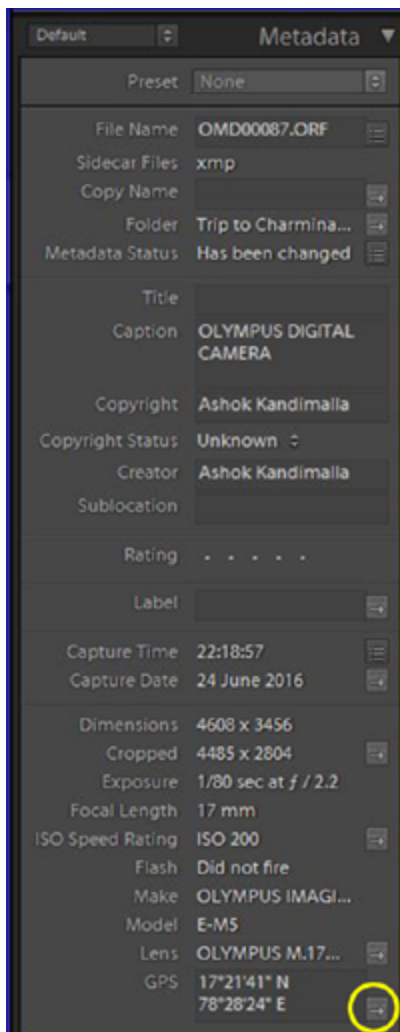 Default Metadata
Preset None
File Name OMD00087.ORF
Sidecar Files xmp
Copy Name
Folder Trip to Charmina...
Metadata Status Has been changed
Title
Caption OLYMPUS DIGITAL
CAMERA
Copyright Ashok Kandimalla
Copyright Status Unknown
Creator Ashok Kandimalla
Sublocation
Rating . . . . .
Label
Capture Time 22:18:57
Capture Date 24 June 2016
Dimensions 4608 x 3456
Cropped 4485 x 2804
Exposure 1/80 sec at ƒ / 2.2
Focal Length 17 mm
ISO Speed Rating ISO 200
Flash Did not fire
Make OLYMPUS IMAGI...
Model E-M5
Lens OLYMPUS M.17...
GPS 17°21'41" N
78°28'24" E